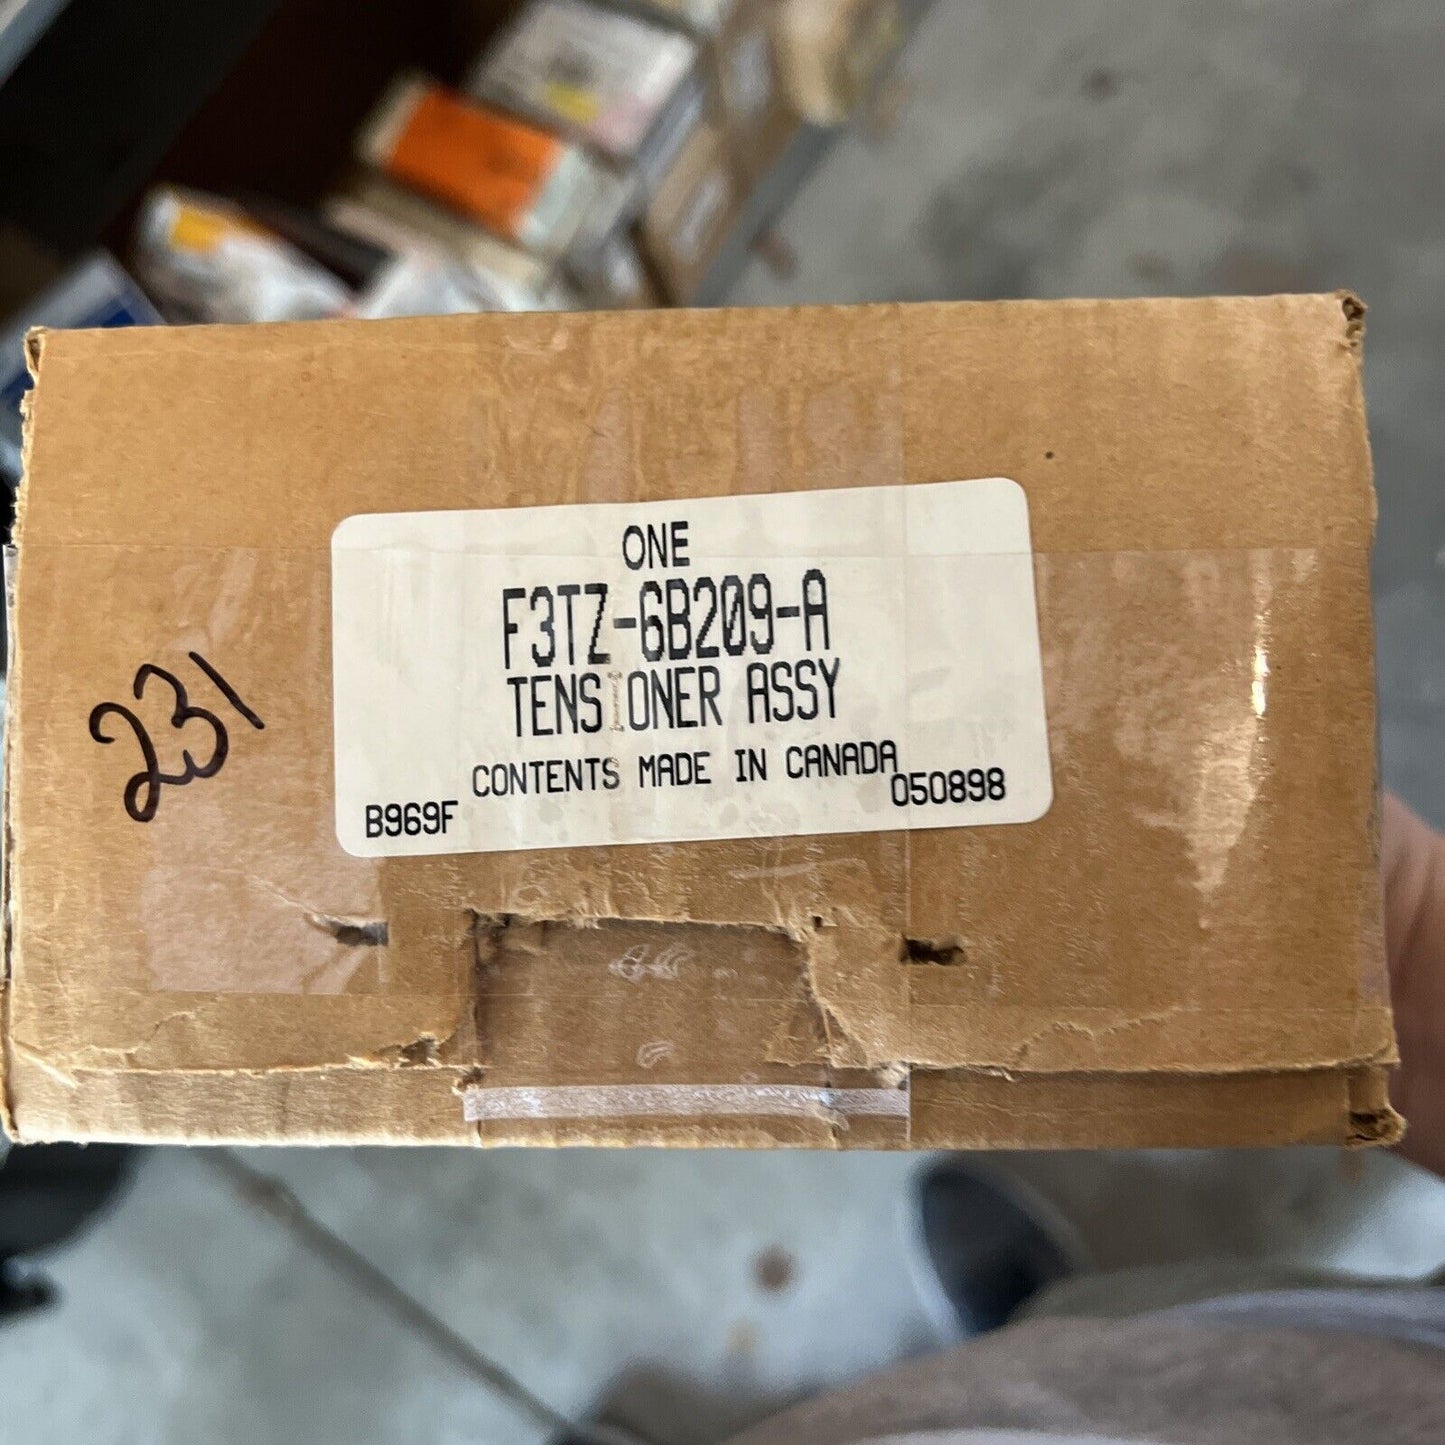 ONE
F3TZ-6B209-A
TENSIONER ASSY
CONTENTS MADE IN CANADA
B969F
050898
231